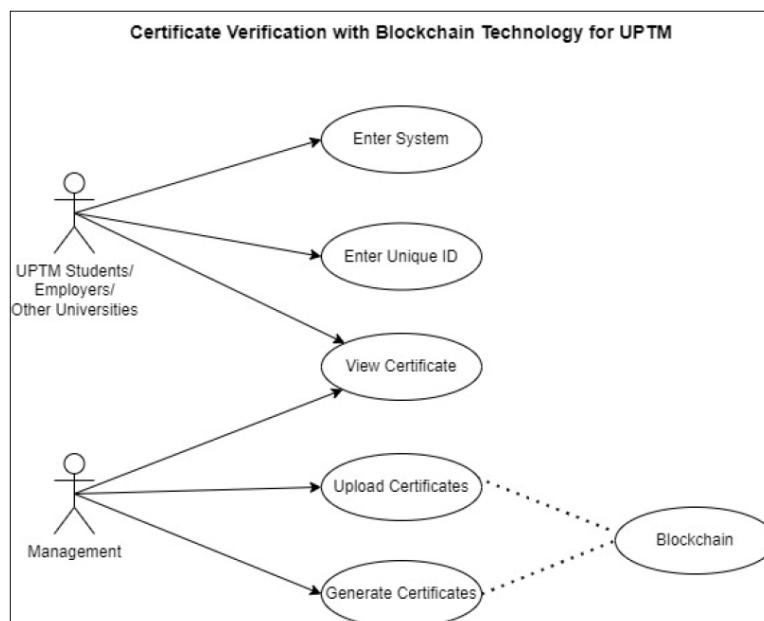 Certificate Verification with Blockchain Technology for UPTM
Enter System
Enter Unique ID
UPTM Students/
Employers/
Other Universities
View Certificate
Upload Certificates
Blockchain
Management
Generate Certificates